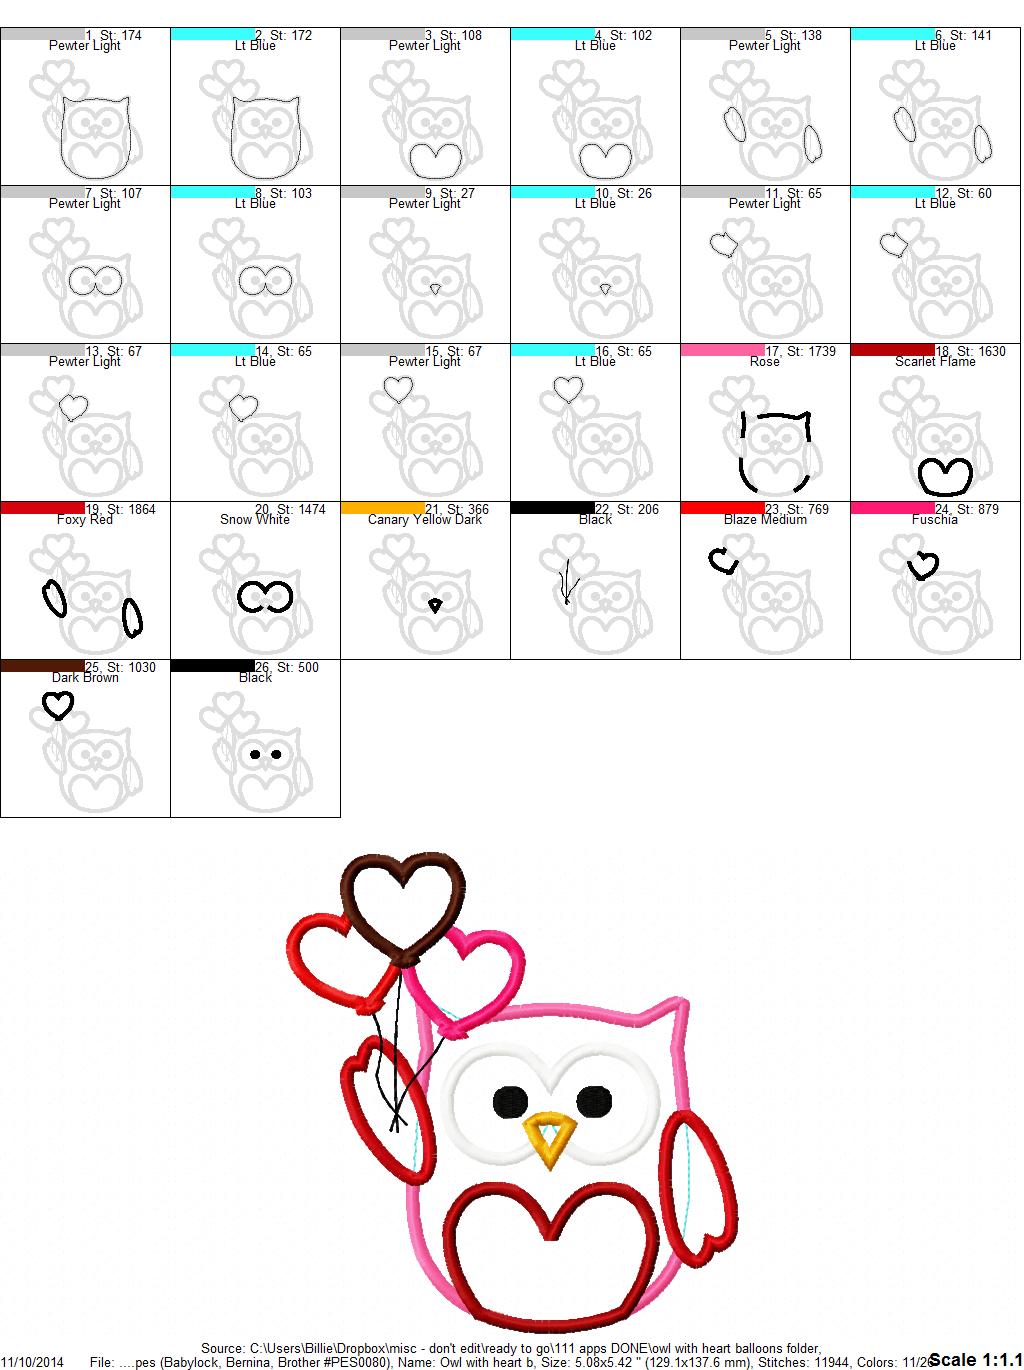 1, St: 174 2, St: 172 3, St: 108 4, St: 102 5, St: 138 6, St: 141
Pewter Light Lt Blue Pewter Light Lt Blue Pewter Light Lt Blue
7, St: 107 8, St: 103 9, St: 27 10, St: 26 11, St: 65 12, St: 60
Pewter Light Lt Blue Pewter Light Lt Blue Pewter Light Lt Blue
13, St: 67 14, St: 65 15, St: 67 16, St: 65 17, St: 1739 18, St: 1630
Pewter Light Lt Blue Pewter Light Lt Blue Rose Scarlet Flame
19, St: 1864 20, St: 1474 21, St: 366 22, St: 206 23, St: 769 24, St: 879
Foxy Red Snow White Canary Yellow Dark Black Blaze Medium Fuschia
25, St: 1030 26, St: 500
Dark Brown Black
Source: C:\Users\Billie\Dropbox\misc - don't edit\ready to go\111 apps DONE\owl with heart balloons folder,
11/10/2014 File: ....pes (Babylock, Bernina, Brother #PES0080), Name: Owl with heart b, Size: 5.08x5.42 " (129.1x137.6 mm), Stitches: 11944, Colors: 11/26 Scale 1:1.1